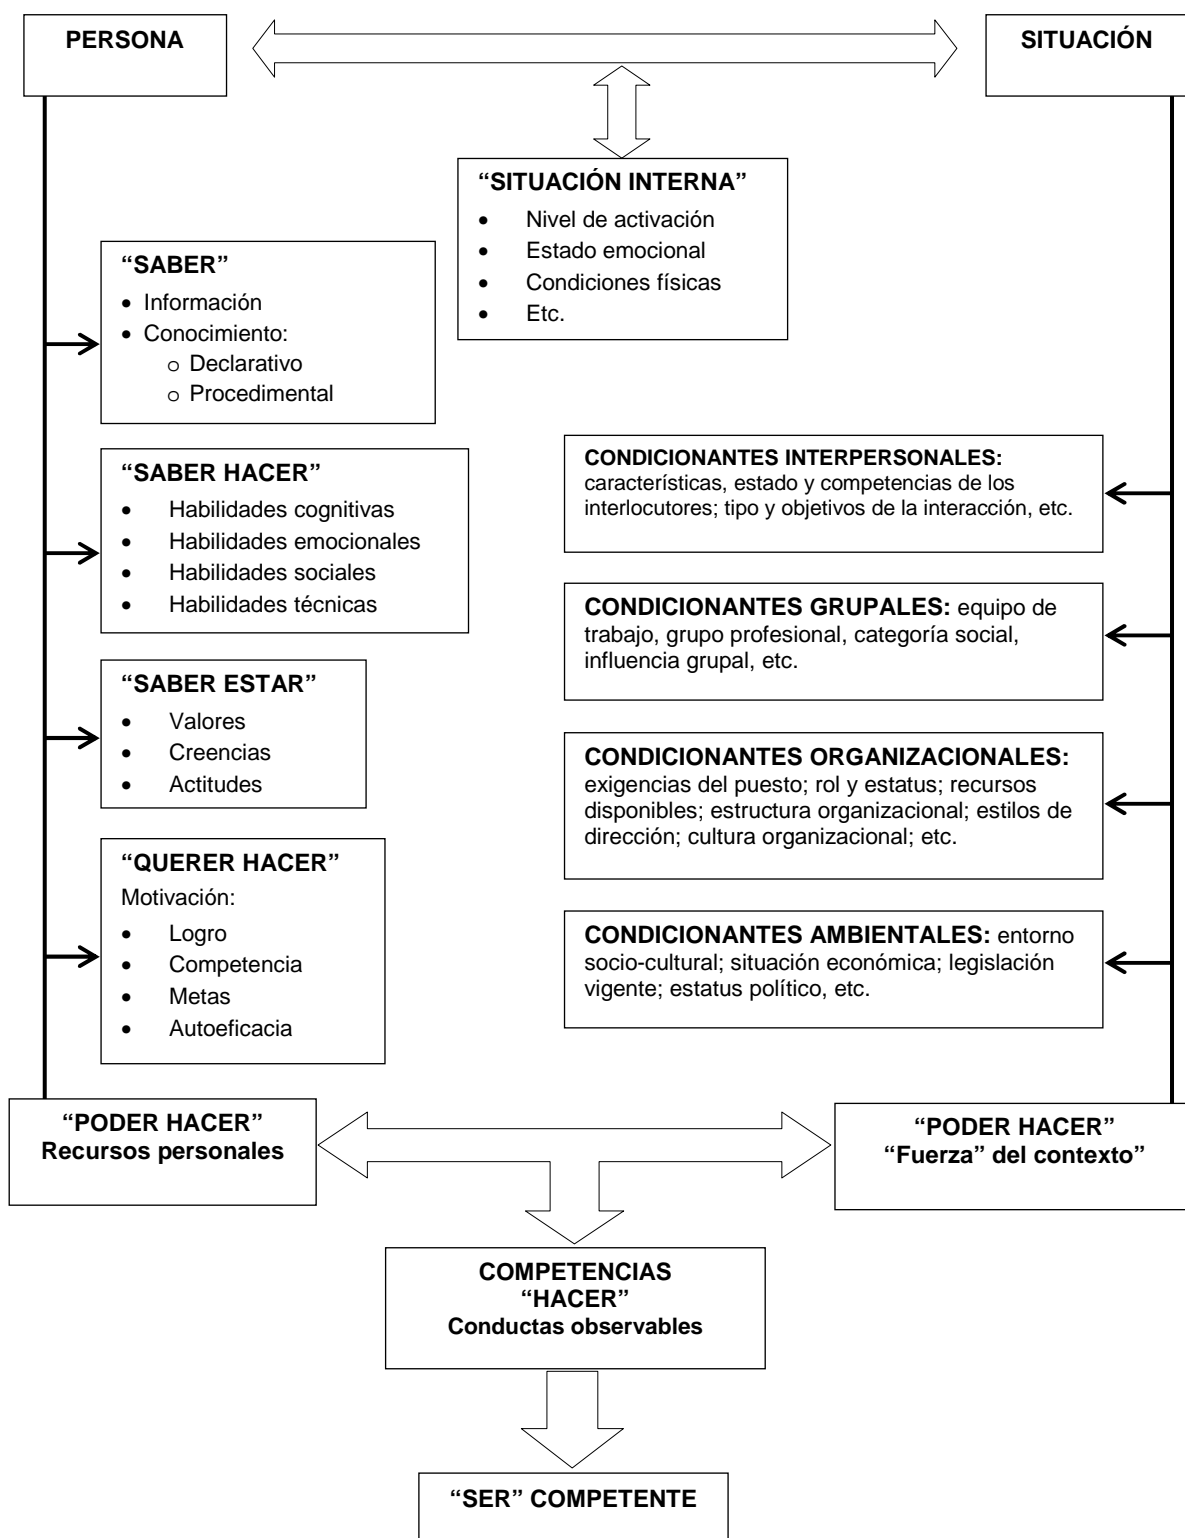 PERSONA
SITUACIÓN
“SITUACIÓN INTERNA”
• Nivel de activación
• Estado emocional
• Condiciones físicas
• Etc.
“SABER”
• Información
• Conocimiento:
o Declarativo
o Procedimental
“SABER HACER”
• Habilidades cognitivas
• Habilidades emocionales
• Habilidades sociales
• Habilidades técnicas
“SABER ESTAR”
• Valores
• Creencias
• Actitudes
“QUERER HACER”
Motivación:
• Logro
• Competencia
• Metas
• Autoeficacia
CONDICIONANTES INTERPERSONALES:
características, estado y competencias de los
interlocutores; tipo y objetivos de la interacción, etc.
CONDICIONANTES GRUPALES: equipo de
trabajo, grupo profesional, categoría social,
influencia grupal, etc.
CONDICIONANTES ORGANIZACIONALES:
exigencias del puesto; rol y estatus; recursos
disponibles; estructura organizacional; estilos de
dirección; cultura organizacional; etc.
CONDICIONANTES AMBIENTALES: entorno
socio-cultural; situación económica; legislación
vigente; estatus político, etc.
“PODER HACER”
Recursos personales
“PODER HACER”
“Fuerza” del contexto”
COMPETENCIAS
“HACER”
Conductas observables
“SER” COMPETENTE